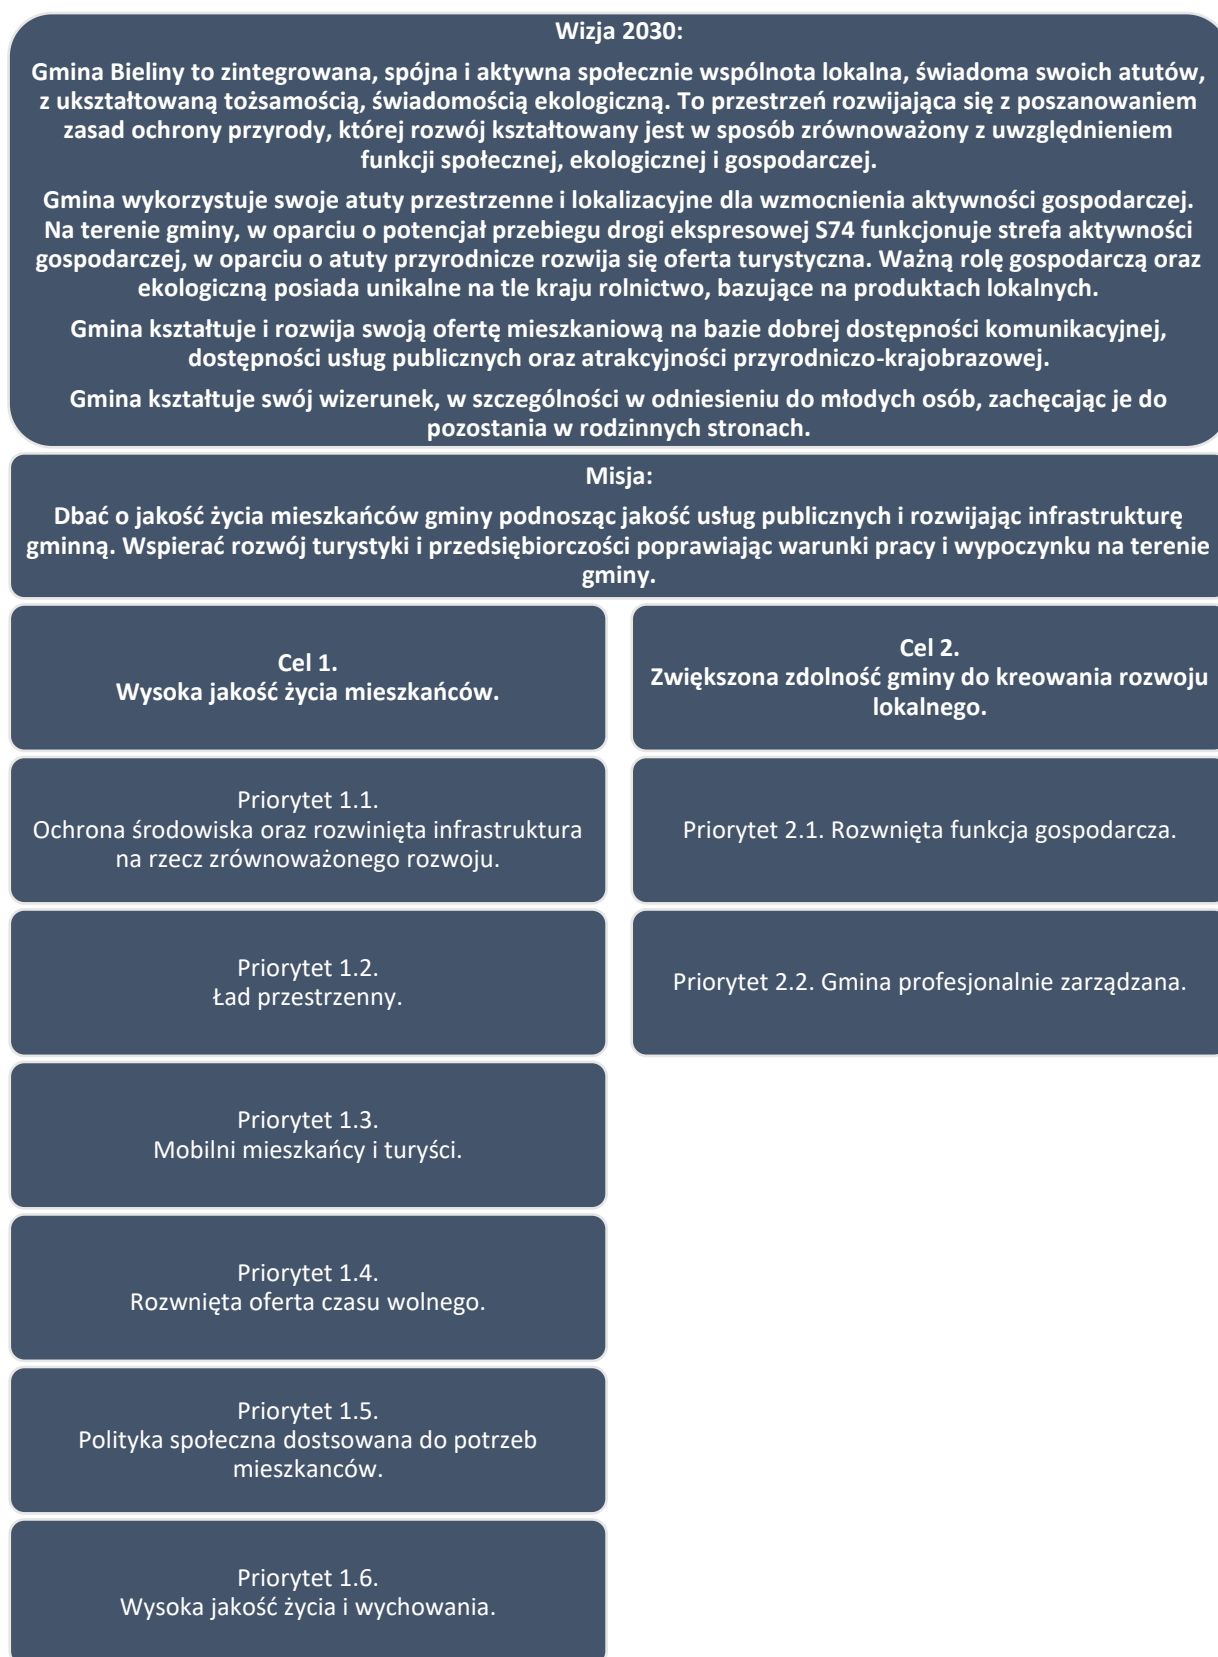 Wizja 2030:
Gmina Bieliny to zintegrowana, spójna i aktywna społecznie wspólnota lokalna, świadoma swoich atutów,
z ukształtowaną tożsamością, świadomością ekologiczną. To przestrzeń rozwijająca się z poszanowaniem
zasad ochrony przyrody, której rozwój kształtowany jest w sposób zrównoważony z uwzględnieniem
funkcji społecznej, ekologicznej i gospodarczej.
Gmina wykorzystuje swoje atuty przestrzenne i lokalizacyjne dla wzmocnienia aktywności gospodarczej.
Na terenie gminy, w oparciu o potencjał przebiegu drogi ekspresowej S74 funkcjonuje strefa aktywności
gospodarczej, w oparciu o atuty przyrodnicze rozwija się oferta turystyczna. Ważną rolę gospodarczą oraz
ekologiczną posiada unikalne na tle kraju rolnictwo, bazujące na produktach lokalnych.
Gmina kształtuje i rozwija swoją ofertę mieszkaniową na bazie dobrej dostępności komunikacyjnej,
dostępności usług publicznych oraz atrakcyjności przyrodniczo-krajobrazowej.
Gmina kształtuje swój wizerunek, w szczególności w odniesieniu do młodych osób, zachęcając je do
pozostania w rodzinnych stronach.
Misja:
Dbać o jakość życia mieszkańców gminy podnosząc jakość usług publicznych i rozwijając infrastrukturę
gminną. Wspierać rozwój turystyki i przedsiębiorczości poprawiając warunki pracy i wypoczynku na terenie
gminy.
Cel 1.
Wysoka jakość życia mieszkańców.
Priorytet 1.1.
Ochrona środowiska oraz rozwinięta infrastruktura
na rzecz zrównoważonego rozwoju.
Priorytet 1.2.
Ład przestrzenny.
Priorytet 1.3.
Mobilni mieszkańcy i turyści.
Priorytet 1.4.
Rozwnięta oferta czasu wolnego.
Priorytet 1.5.
Polityka społeczna dostsowana do potrzeb
mieszkanców.
Priorytet 1.6.
Wysoka jakość życia i wychowania.
Cel 2.
Zwiększona zdolność gminy do kreowania rozwoju
lokalnego.
Priorytet 2.1. Rozwnięta funkcja gospodarcza.
Priorytet 2.2. Gmina profesjonalnie zarządzana.